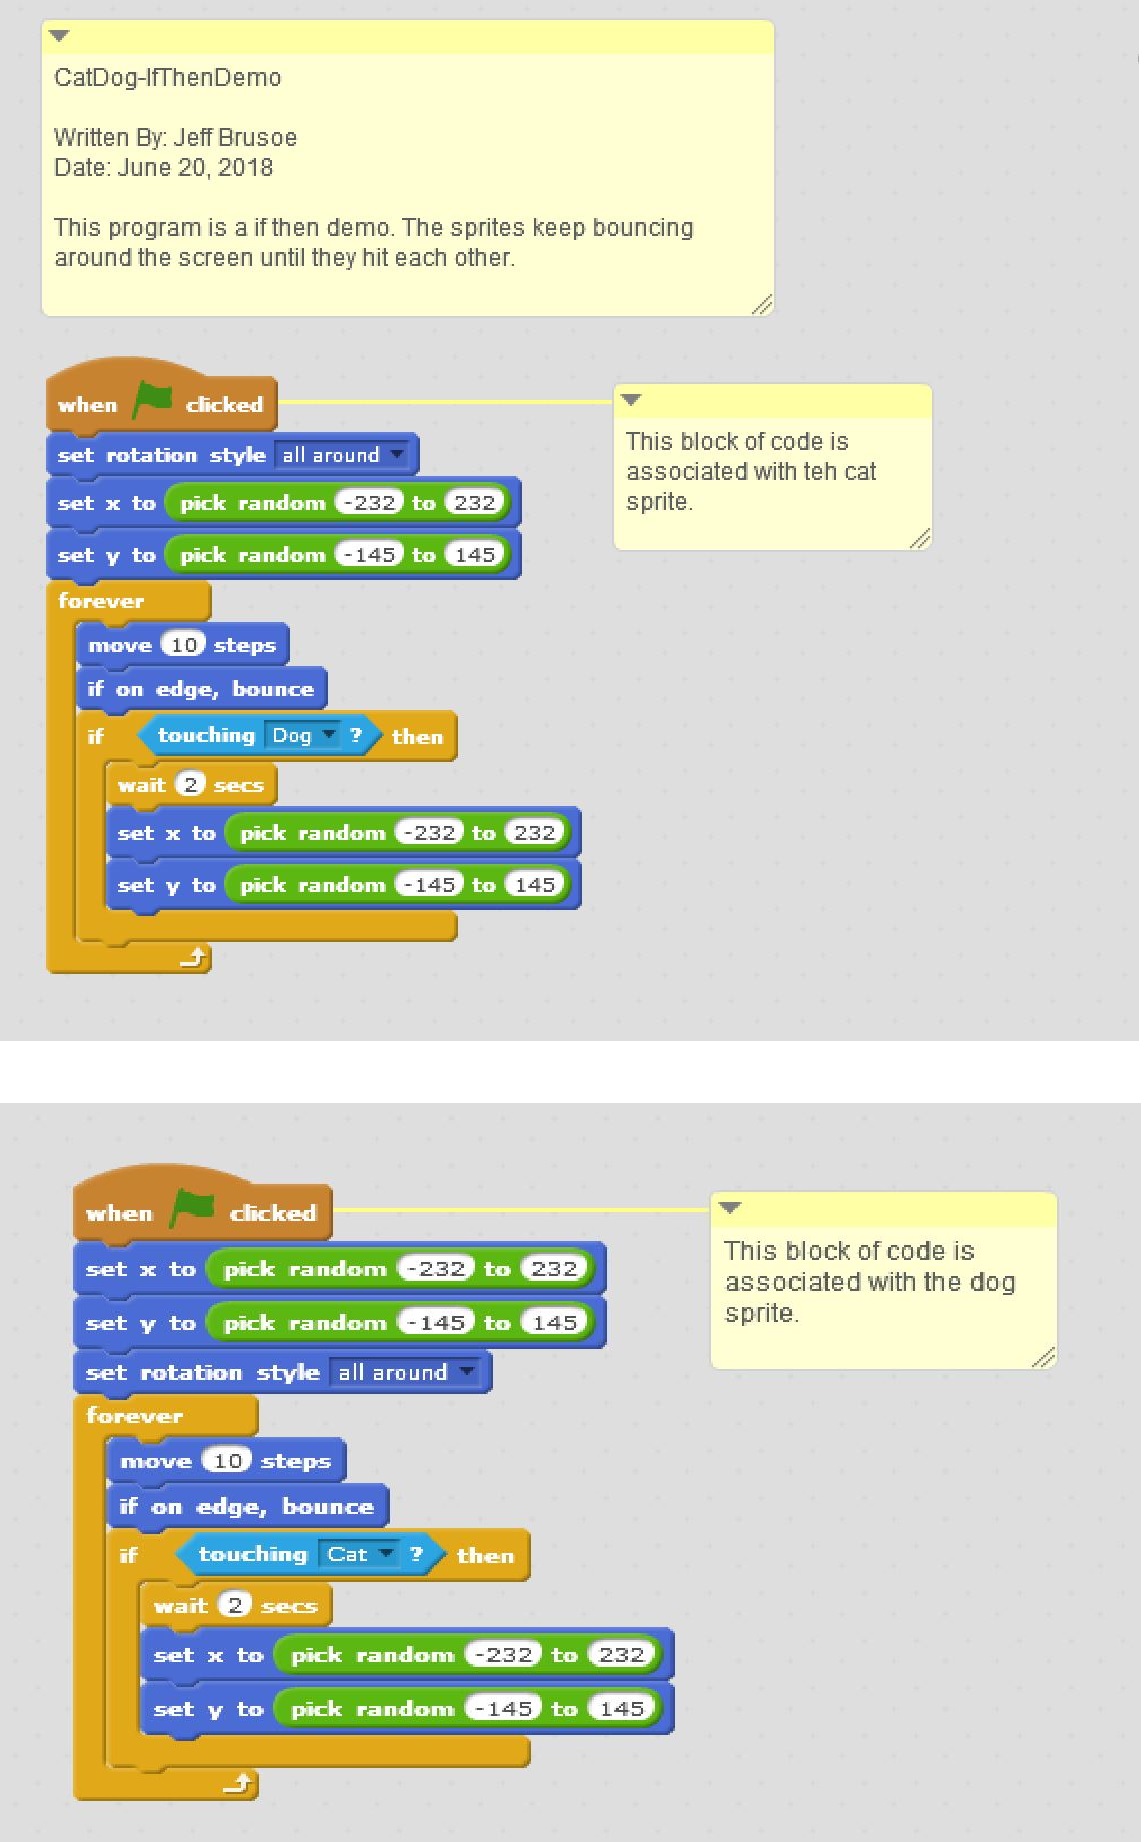 CatDog-IfThenDemo
Written By: Jeff Brusoe
Date: June 20, 2018
This program is a if then demo. The sprites keep bouncing
around the screen until they hit each other.
when clicked
set rotation style all around
set x to pick random -232 to 232
set y to pick random -145 to 145
forever
move 10 steps
if on edge, bounce
if touching Dog ? then
wait 2 secs
set x to pick random -232 to 232
set y to pick random -145 to 145
This block of code is
associated with teh cat
sprite.
when clicked
set x to pick random -232 to 232
set y to pick random -145 to 145
set rotation style all around
forever
move 10 steps
if on edge, bounce
if touching Cat ? then
wait 2 secs
set x to pick random -232 to 232
set y to pick random -145 to 145
This block of code is
associated with the dog
sprite.